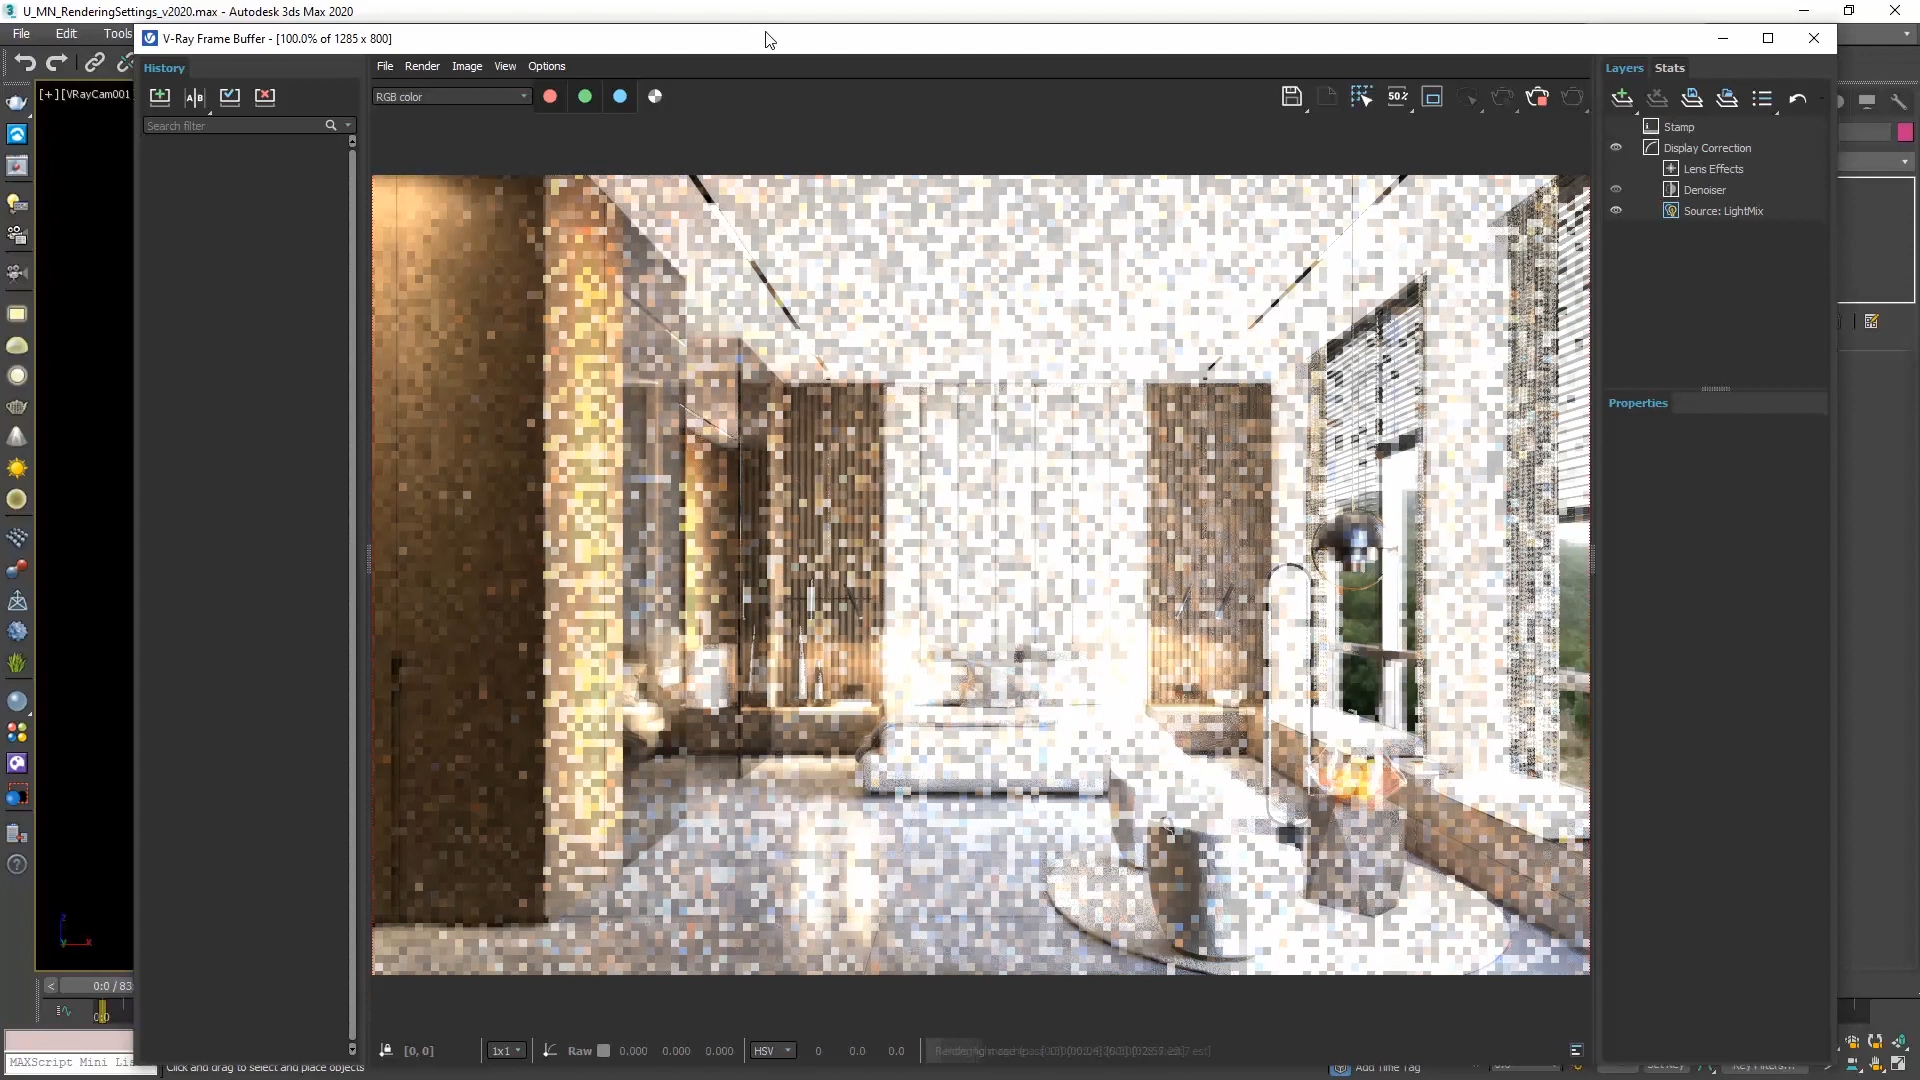 U_MN_RenderingSettings_v2020.max - Autodesk 3ds Max 2020
File Edit Tools
V-Ray Frame Buffer - [100.0% of 1285 x 800]
History
File Render Image View Options
Layers Stats
[+][VRayCam001
A|B
RGB color
50%
Search filter
Stamp
Display Correction
Lens Effects
Denoiser
Source: LightMix
Properties
0:0 / 83
0:0
[0, 0]
1x1
Raw
0.000 0.000 0.000
HSV
0 0.0 0.0
MAXScript Mini Lis
Click and drag to select and place objects
Add Time Tag